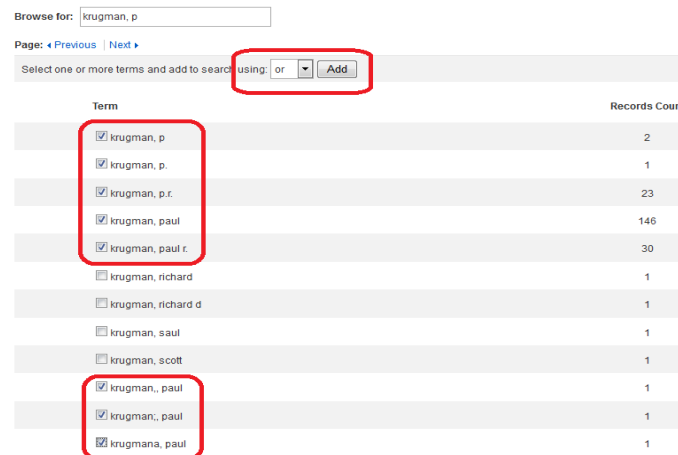 Browse for: krugman, p
Page: Previous | Next
Select one or more terms and add to search using: or Add
Term Records Cour
krugman, p 2
krugman, p. 1
krugman, p.r. 23
krugman, paul 146
krugman, paul r. 30
krugman, richard 1
krugman, richard d 1
krugman, saul 1
krugman, scott 1
krugman,, paul 1
krugman;, paul 1
krugmana, paul 1